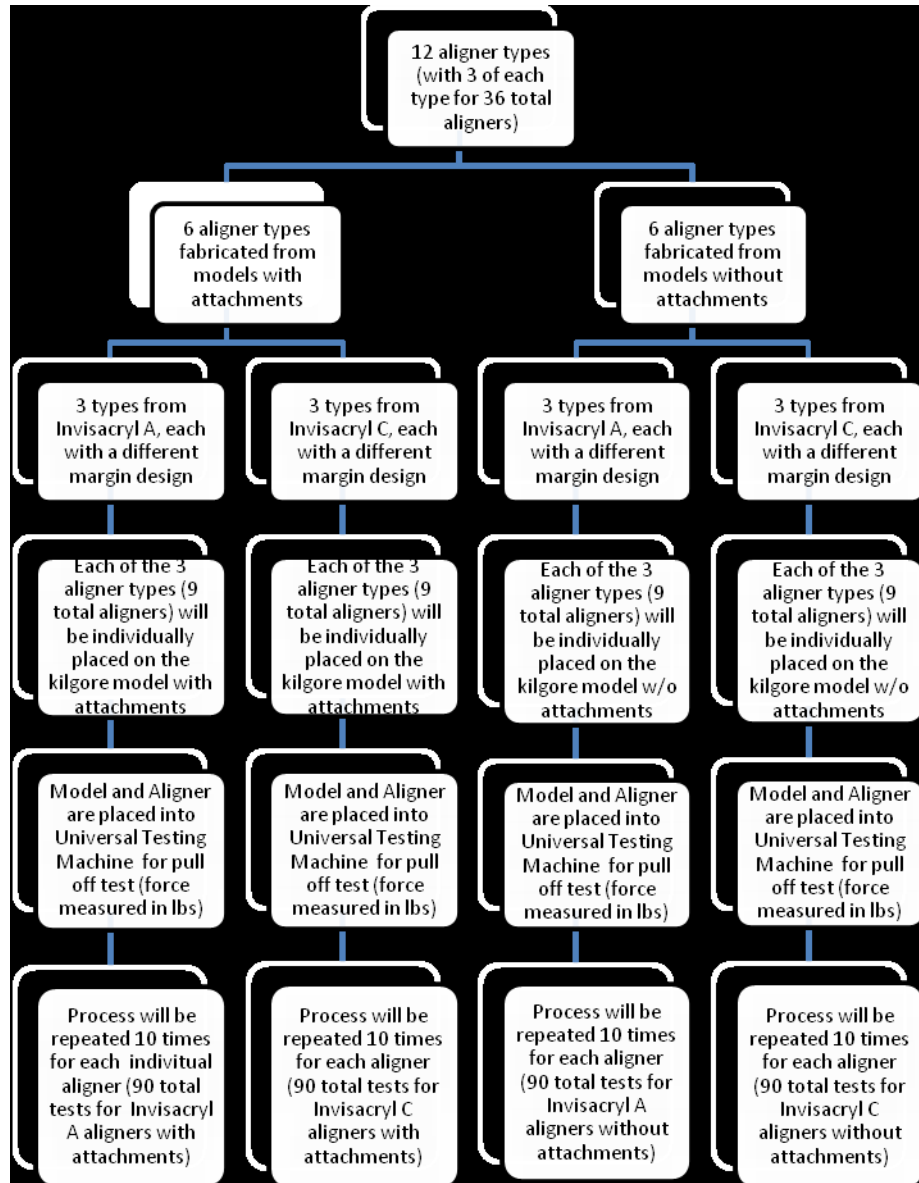 12 aligner types
(with 3 of each
type for 36 total
aligners)
6 aligner types
fabricated from
models with
attachments
6 aligner types
fabricated from
models without
attachments
3 types from
Invisacryl A, each
with a different
margin design
3 types from
Invisacryl C, each
with a different
margin design
3 types from
Invisacryl A, each
with a different
margin design
3 types from
Invisacryl C, each
with a different
margin design
Each of the 3
aligner types (9
total aligners) will
be individually
placed on the
kilgore model with
attachments
Each of the 3
aligner types (9
total aligners) will
be individually
placed on the
kilgore model with
attachments
Each of the 3
aligner types (9
total aligners) will
be individually
placed on the
kilgore model w/o
attachments
Each of the 3
aligner types (9
total aligners) will
be individually
placed on the
kilgore model w/o
attachments
Model and Aligner
are placed into
Universal Testing
Machine for pull
off test (force
measured in lbs)
Model and Aligner
are placed into
Universal Testing
Machine for pull
off test (force
measured in lbs)
Model and Aligner
are placed into
Universal Testing
Machine for pull
off test (force
measured in lbs)
Model and Aligner
are placed into
Universal Testing
Machine for pull
off test (force
measured in lbs)
Process will be
repeated 10 times
for each indivitual
aligner (90 total
tests for Invisacryl
A aligners with
attachments)
Process will be
repeated 10 times
for each aligner
(90 total tests for
Invisacryl C
aligners with
attachments)
Process will be
repeated 10 times
for each aligner
(90 total tests for
Invisacryl A
aligners without
attachments)
Process will be
repeated 10 times
for each aligner
(90 total tests for
Invisacryl C
aligners without
attachments)